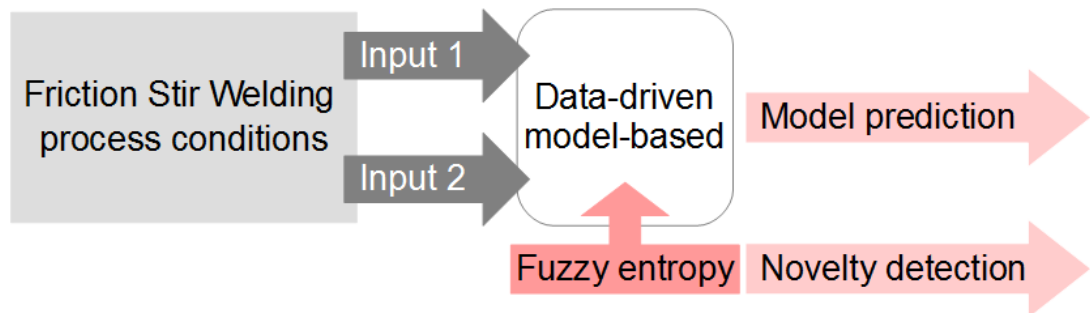 Friction Stir Welding
process conditions
Input 1
Input 2
Data-driven
model-based
Model prediction
Fuzzy entropy
Novelty detection